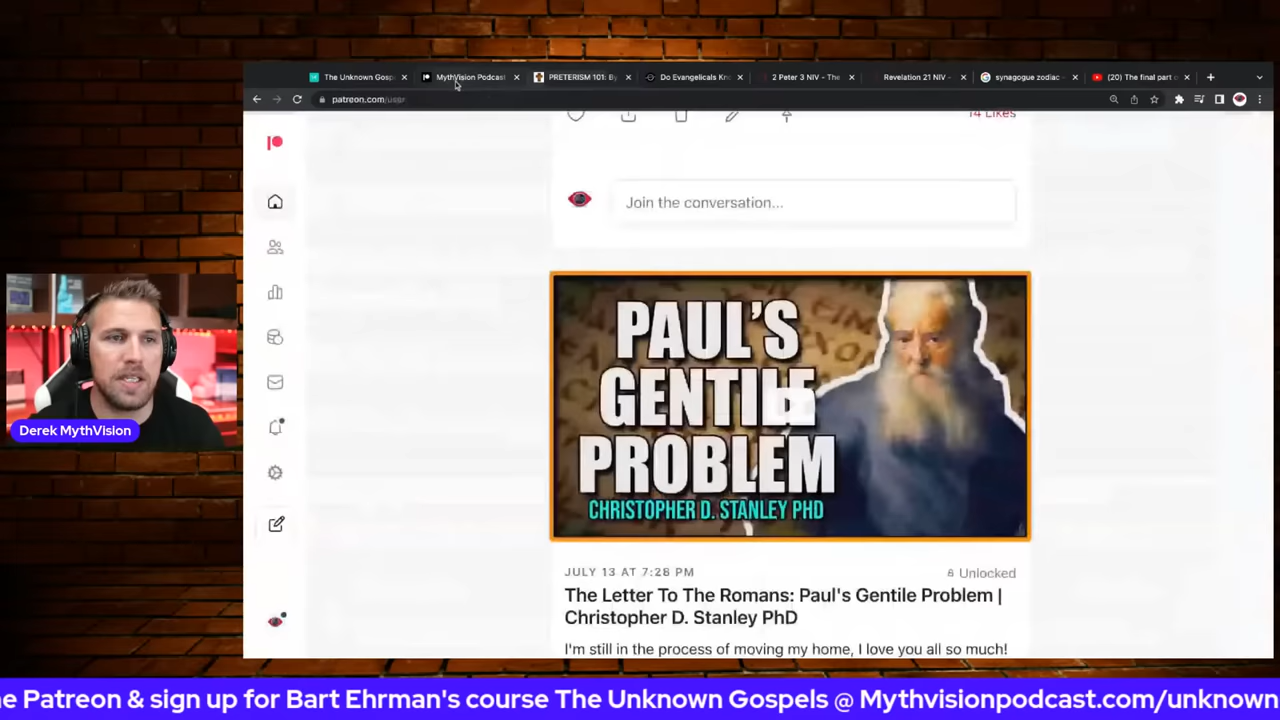 The Unknown Gosp
MythVision Podcast
PRETERISM 101: By
Do Evangelicals Kn
2 Peter 3 NIV - The
Revelation 21 NIV -
synagogue zodiac -
(20) The final part o
patreon.com/user
14 Likes
Join the conversation...
PAUL'S
GENTILE
PROBLEM
CHRISTOPHER D. STANLEY PHD
JULY 13 AT 7:28 PM
Unlocked
The Letter To The Romans: Paul's Gentile Problem |
Christopher D. Stanley PhD
I'm still in the process of moving my home, I love you all so much!
Derek MythVision
e Patreon & sign up for Bart Ehrman's course The Unknown Gospels @ Mythvisionpodcast.com/unknown